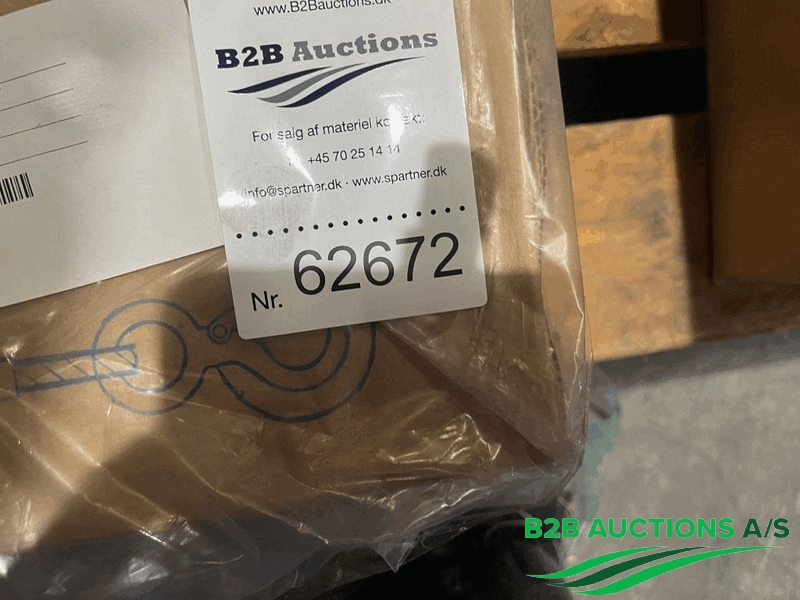 www.B2Bauctions.dk
B2B Auctions
For salg af materiel
+45 70 25 14 14
info@spartner.dk · www.spartner.dk
Nr. 62672
B2B AUCTIONS A/S